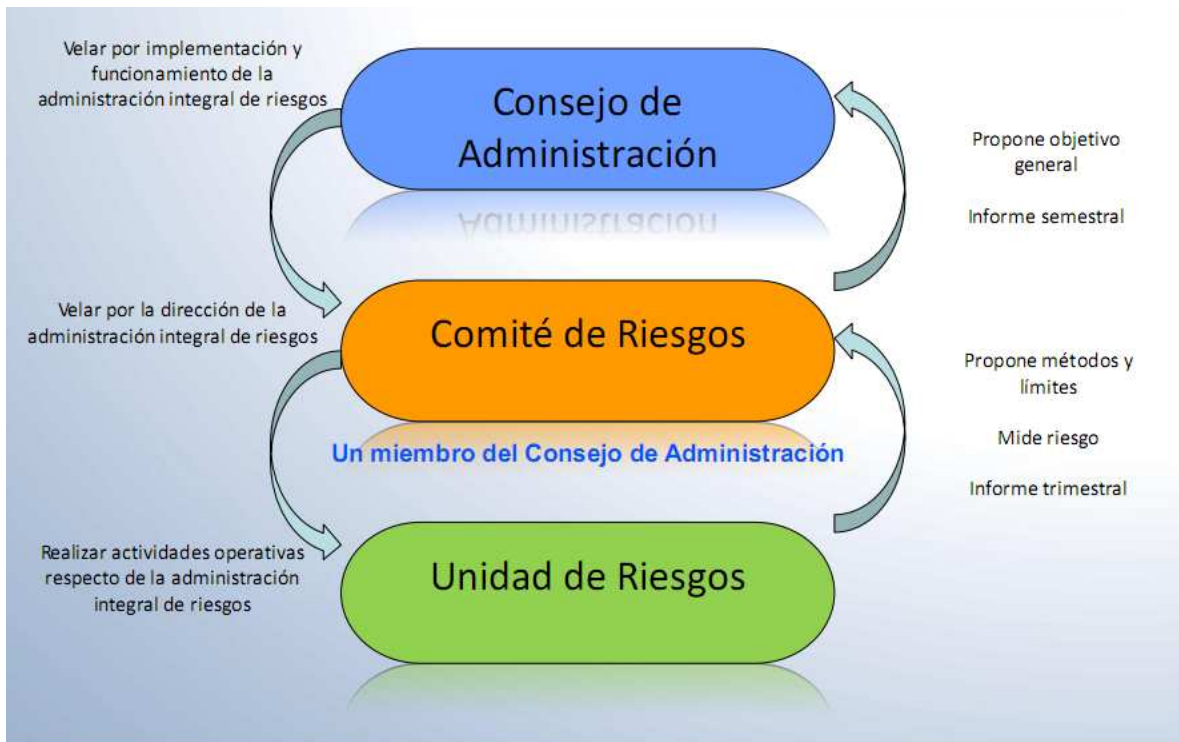 Velar por implementación y
funcionamiento de la
administración integral de riesgos
Consejo de
Administración
Propone objetivo
general
Informe semestral
Velar por la dirección de la
administración integral de riesgos
Comité de Riesgos
Un miembro del Consejo de Administración
Propone métodos y
límites
Mide riesgo
Informe trimestral
Realizar actividades operativas
respecto de la administración
integral de riesgos
Unidad de Riesgos